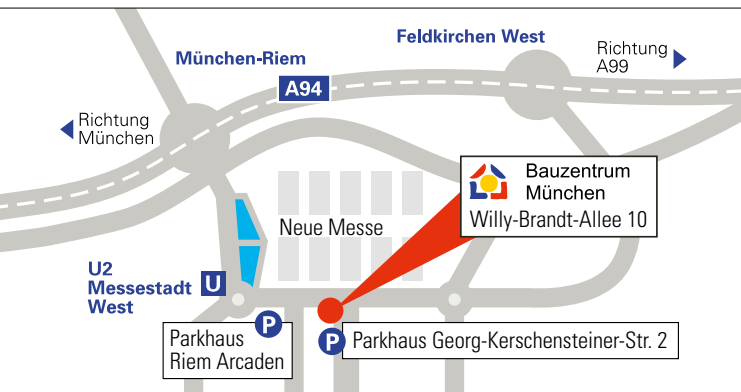 Feldkirchen West
München-Riem
Richtung
A99
A94
Richtung
München
Bauzentrum
München
Willy-Brandt-Allee 10
Neue Messe
U2
Messestadt
West
U
P
Parkhaus
Riem Arcaden
P
Parkhaus Georg-Kerschensteiner-Str. 2